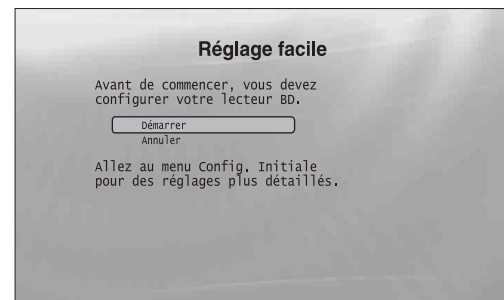 Réglage facile
Avant de commencer, vous devez
configurer votre lecteur BD.
Démarrer
Annuler
Allez au menu Config. Initiale
pour des réglages plus détaillés.